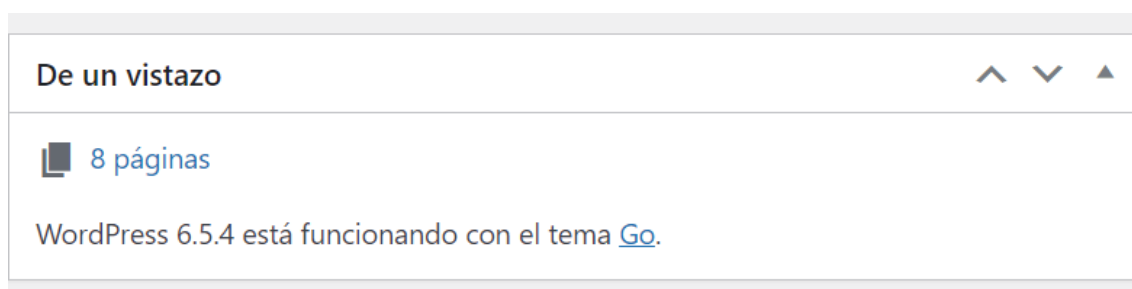 De un vistazo
8 páginas
WordPress 6.5.4 está funcionando con el tema Go.